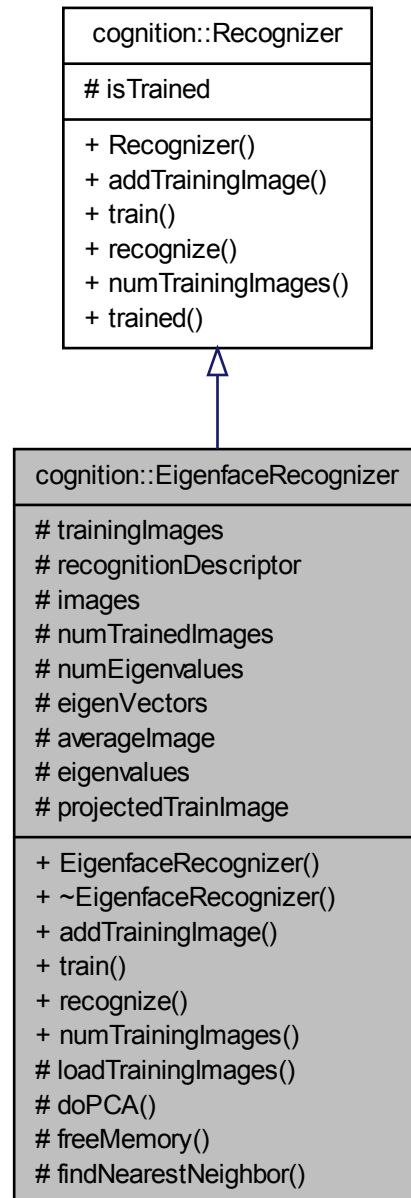 cognition::Recognizer
# isTrained
+ Recognizer()
+ addTrainingImage()
+ train()
+ recognize()
+ numTrainingImages()
+ trained()
cognition::EigenfaceRecognizer
# trainingImages
# recognitionDescriptor
# images
# numTrainedImages
# numEigenvalues
# eigenVectors
# averageImage
# eigenvalues
# projectedTrainImage
+ EigenfaceRecognizer()
+ ~EigenfaceRecognizer()
+ addTrainingImage()
+ train()
+ recognize()
+ numTrainingImages()
# loadTrainingImages()
# doPCA()
# freeMemory()
# findNearestNeighbor()